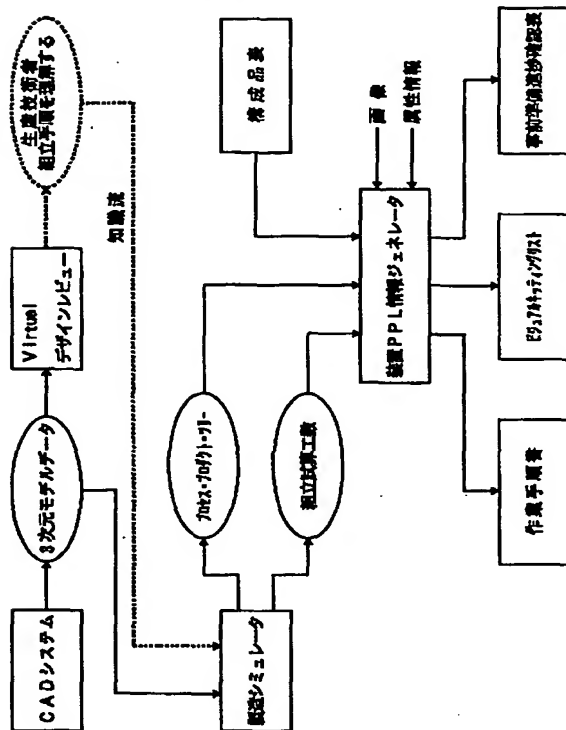 CADシステム
3次元モデルデータ
Virtual
デザインレビュー
生産技術者
組立手順を理解する
知識流
製造シミュレータ
プロセス・プロダクト・ツリー
組立試算工数
構成品表
画像
属性情報
装置PPL情報ジェネレータ
作業手順書
ビジュアルキッティングリスト
事前準備進捗確認表